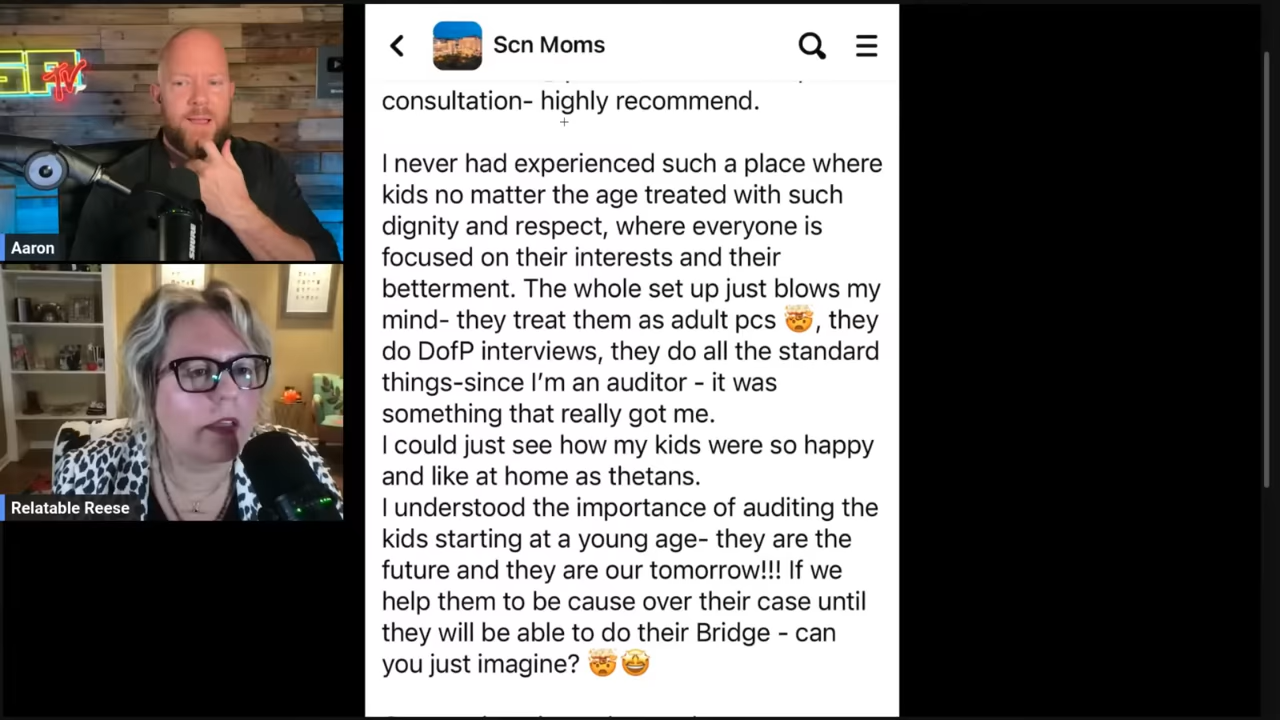 Scn Moms
consultation- highly recommend.
I never had experienced such a place where
kids no matter the age treated with such
dignity and respect, where everyone is
focused on their interests and their
betterment. The whole set up just blows my
mind- they treat them as adult pcs 🤯, they
do DofP interviews, they do all the standard
things-since I’m an auditor - it was
something that really got me.
I could just see how my kids were so happy
and like at home as thetans.
I understood the importance of auditing the
kids starting at a young age- they are the
future and they are our tomorrow!!! If we
help them to be cause over their case until
they will be able to do their Bridge - can
you just imagine? 🤯🤩
TV
SHURE
Aaron
Relatable Reese